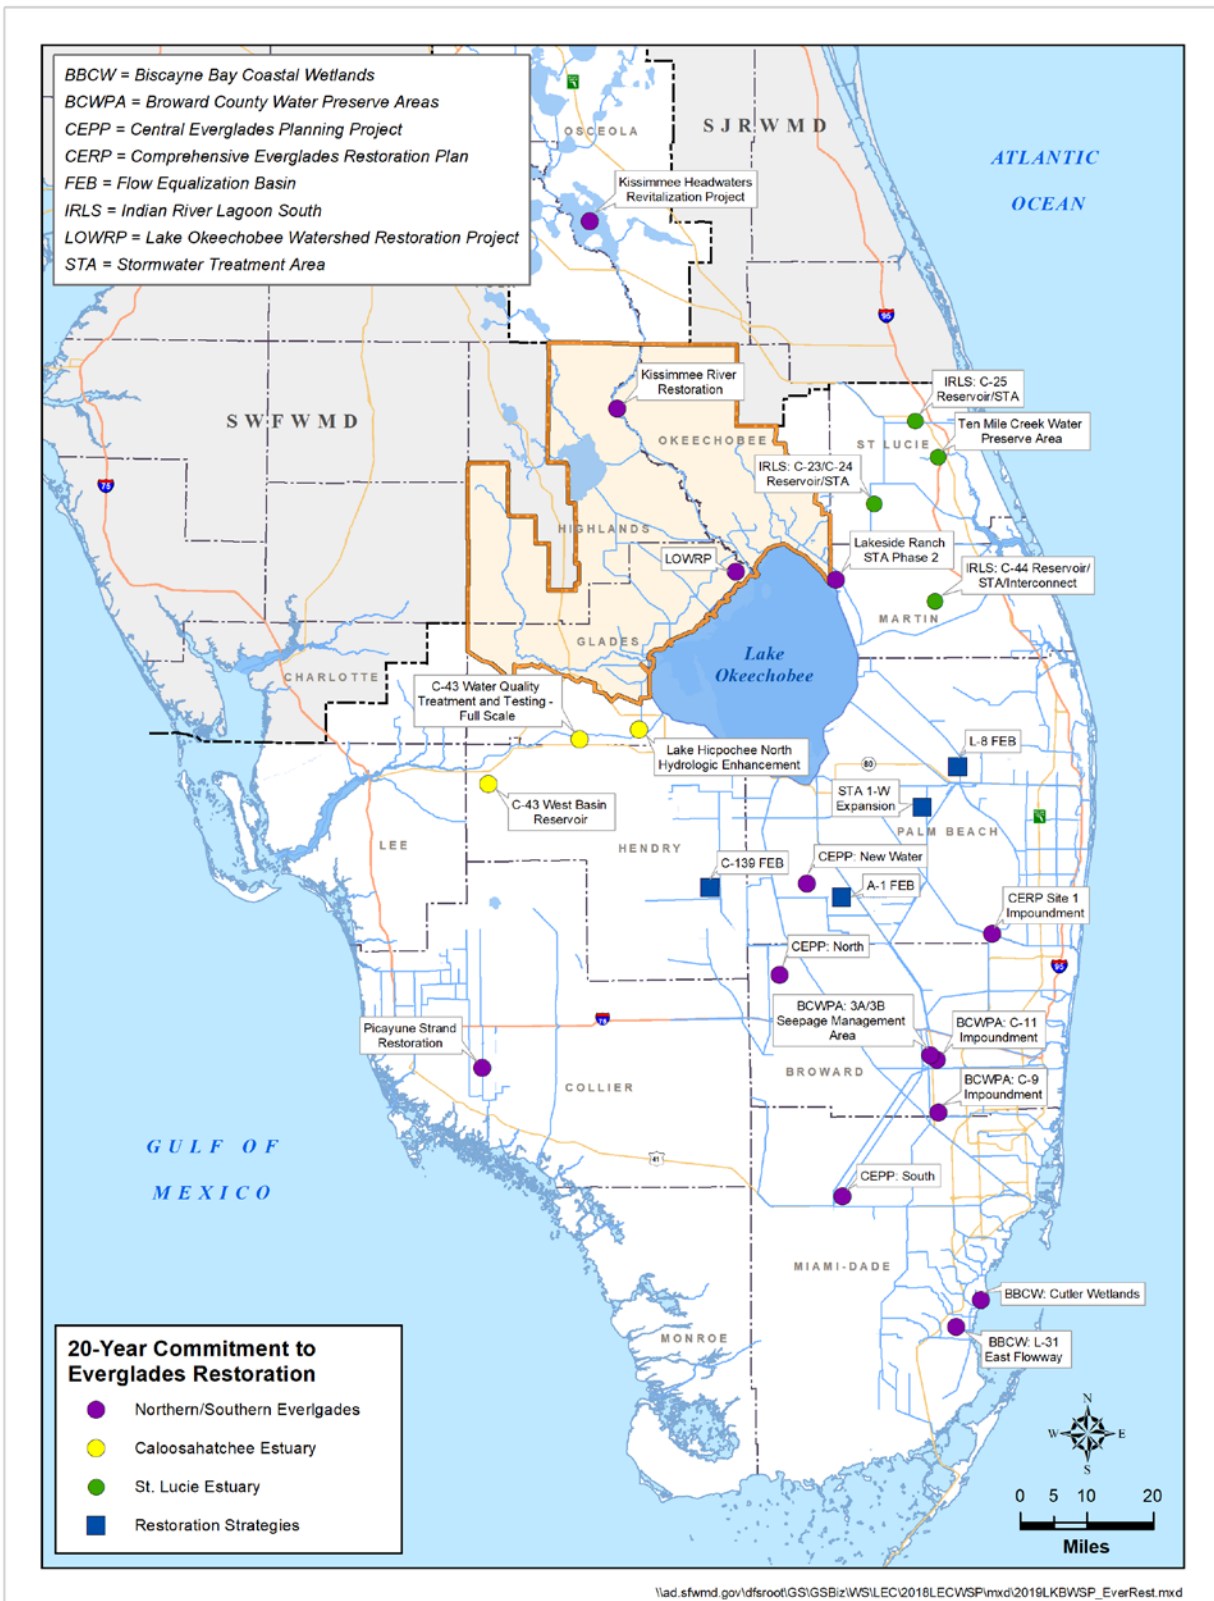 BBCW = Biscayne Bay Coastal Wetlands
BCWPA = Broward County Water Preserve Areas
CEPP = Central Everglades Planning Project
CERP = Comprehensive Everglades Restoration Plan
FEB = Flow Equalization Basin
IRLS = Indian River Lagoon South
LOWRP = Lake Okeechobee Watershed Restoration Project
STA = Stormwater Treatment Area
OSCEOLA
SJRWMD
ATLANTIC
OCEAN
Kissimmee Headwaters
Revitalization Project
95
Kissimmee River
Restoration
IRLS: C-25
Reservoir/STA
SWFWMD
OKEECHOBEE
ST LUCIE
Ten Mile Creek Water
Preserve Area
IRLS: C-23/C-24
Reservoir/STA
75
HIGHLANDS
LOWRP
Lakeside Ranch
STA Phase 2
IRLS: C-44 Reservoir/
STA/Interconnect
MARTIN
GLADES
Lake
Okeechobee
CHARLOTTE
C-43 Water Quality
Treatment and Testing -
Full Scale
Lake Hicpochee North
Hydrologic Enhancement
L-8 FEB
80
STA 1-W
Expansion
C-43 West Basin
Reservoir
PALM BEACH
LEE
HENDRY
C-139 FEB
CEPP: New Water
A-1 FEB
CERP Site 1
Impoundment
CEPP: North
95
BCWPA: 3A/3B
Seepage Management
Area
75
Picayune Strand
Restoration
BCWPA: C-11
Impoundment
BROWARD
COLLIER
BCWPA: C-9
Impoundment
GULF OF
MEXICO
41
CEPP: South
MIAMI-DADE
BBCW: Cutler Wetlands
MONROE
BBCW: L-31
East Flowway
20-Year Commitment to
Everglades Restoration
Northern/Southern Everlgades
Caloosahatchee Estuary
St. Lucie Estuary
Restoration Strategies
N
W E
S
0 5 10 20
Miles
\\ad.sfwmd.gov\dfsroot\GS\GSBiz\WS\LEC\2018LECWSP\mxd\2019LKBWSP_EverRest.mxd